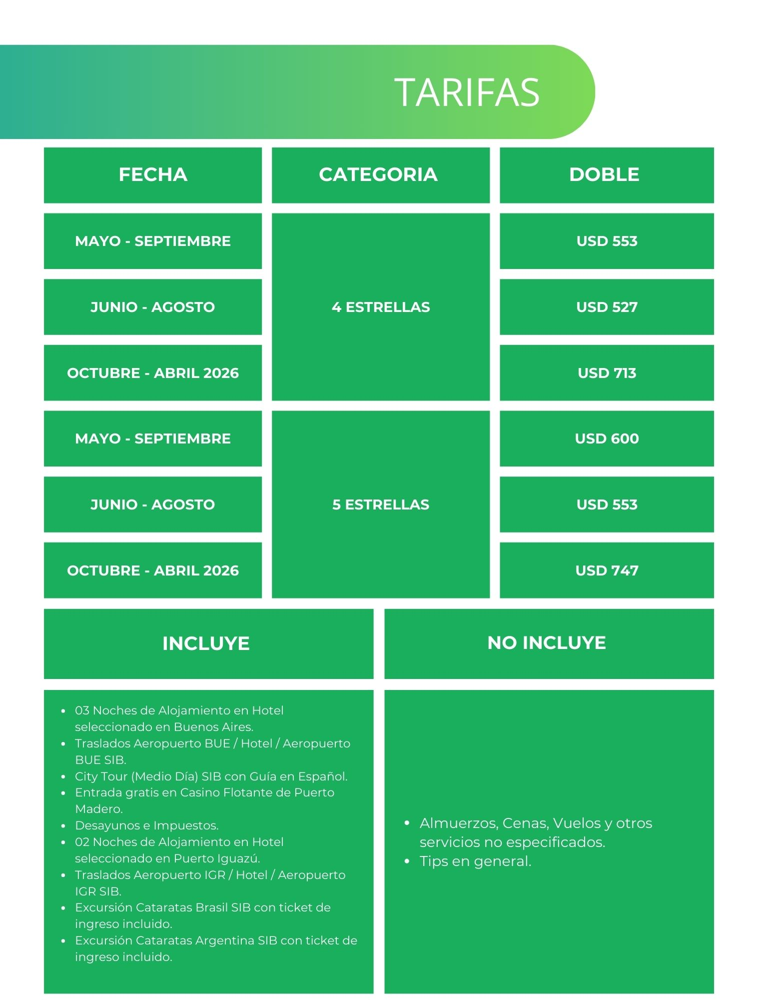 TARIFAS
FECHA
CATEGORIA
DOBLE
MAYO - SEPTIEMBRE
USD 553
JUNIO - AGOSTO
4 ESTRELLAS
USD 527
OCTUBRE - ABRIL 2026
USD 713
MAYO - SEPTIEMBRE
USD 600
JUNIO - AGOSTO
5 ESTRELLAS
USD 553
OCTUBRE - ABRIL 2026
USD 747
INCLUYE
• 03 Noches de Alojamiento en Hotel
seleccionado en Buenos Aires.
• Traslados Aeropuerto BUE / Hotel / Aeropuerto
BUE SIB.
• City Tour (Medio Día) SIB con Guía en Español.
• Entrada gratis en Casino Flotante de Puerto
Madero.
• Desayunos e Impuestos.
• 02 Noches de Alojamiento en Hotel
seleccionado en Puerto Iguazú.
• Traslados Aeropuerto IGR / Hotel / Aeropuerto
IGR SIB.
• Excursión Cataratas Brasil SIB con ticket de
ingreso incluido.
• Excursión Cataratas Argentina SIB con ticket de
ingreso incluido.
NO INCLUYE
• Almuerzos, Cenas, Vuelos y otros
servicios no especificados.
• Tips en general.